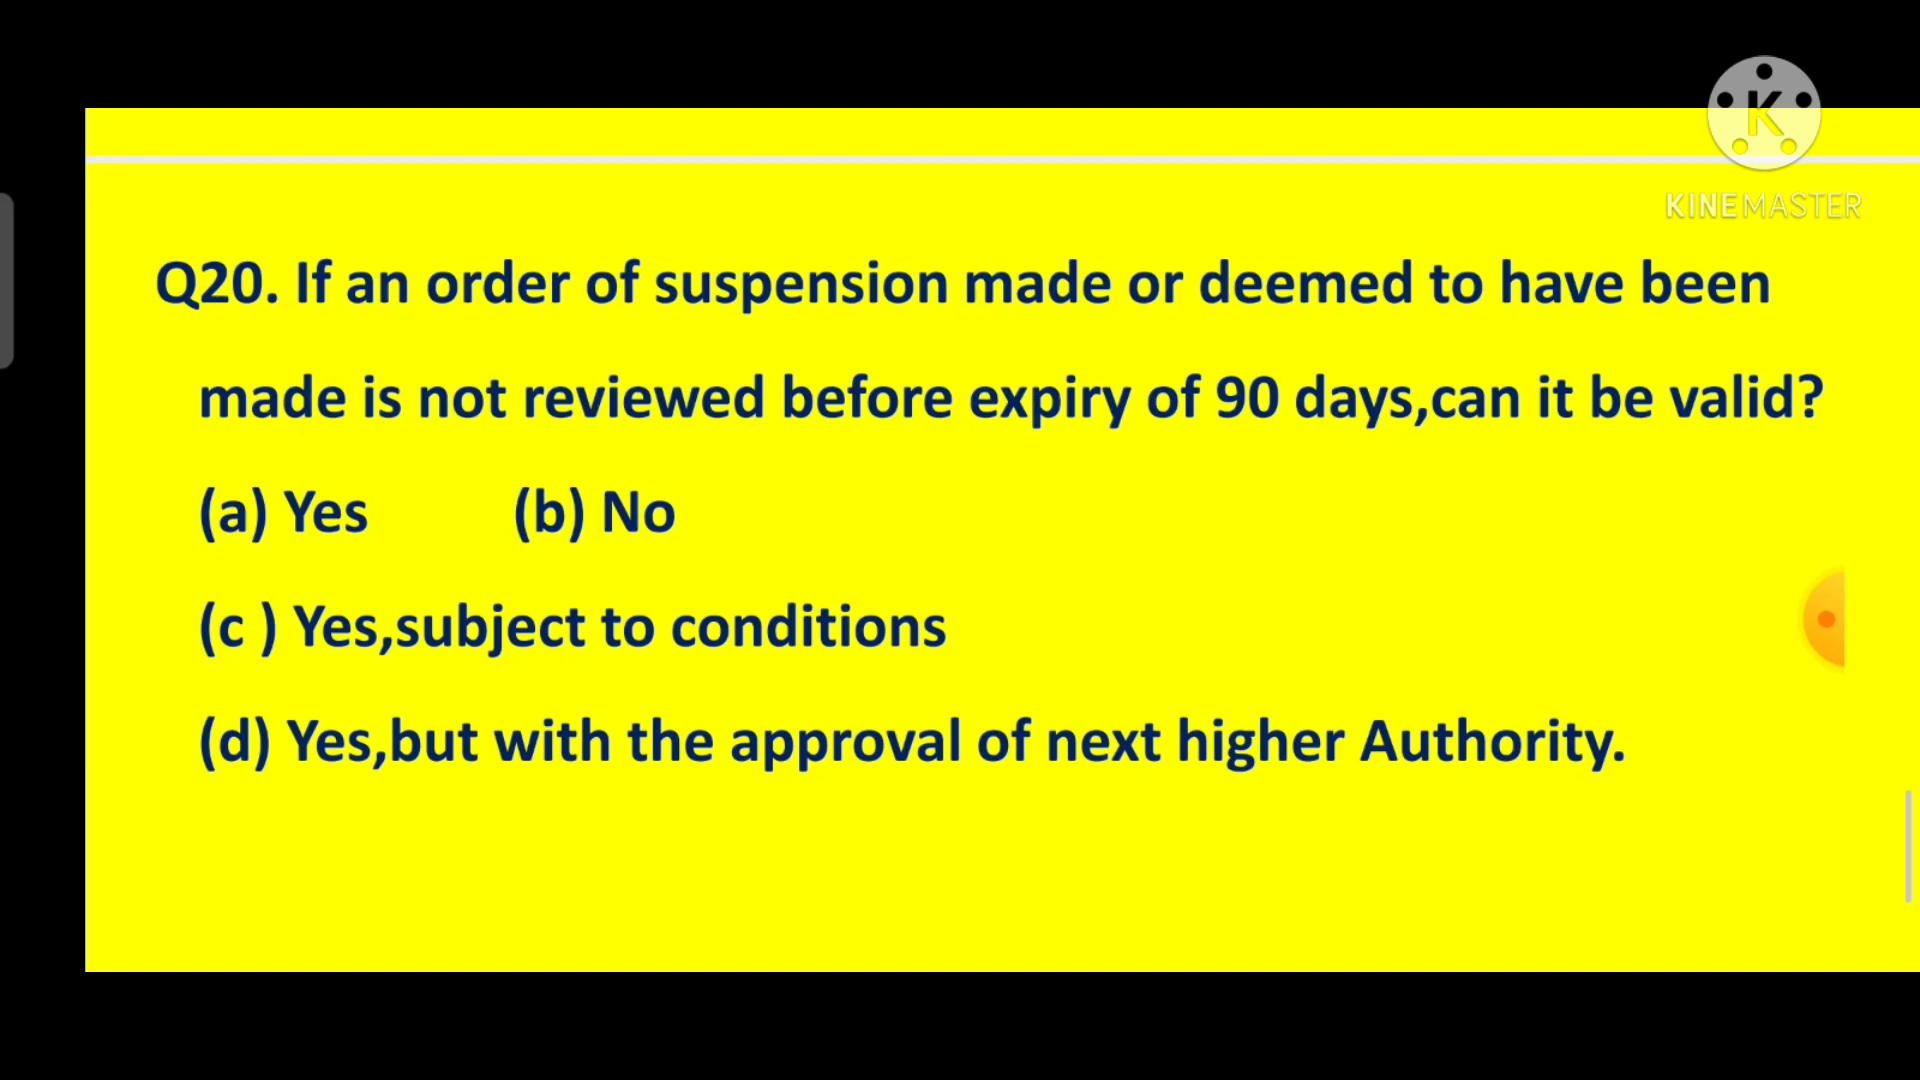 K
KINEMASTER
Q20. If an order of suspension made or deemed to have been
made is not reviewed before expiry of 90 days,can it be valid?
(a) Yes (b) No
(c ) Yes,subject to conditions
(d) Yes,but with the approval of next higher Authority.